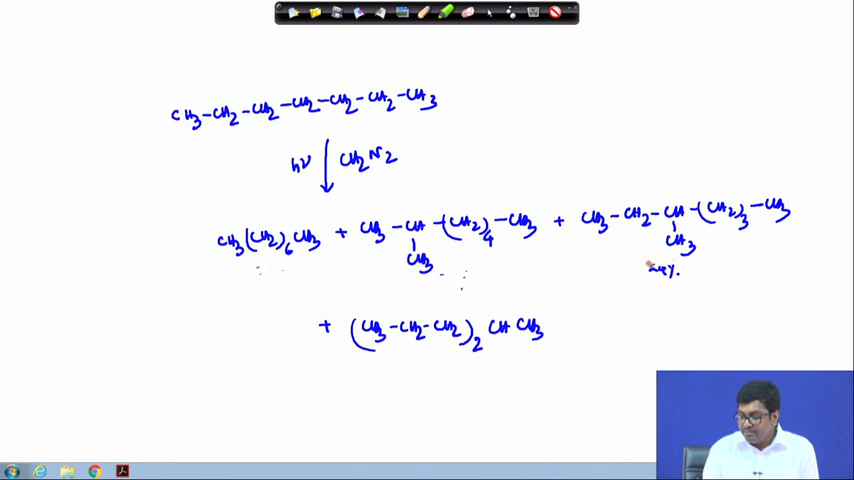 CH3-CH2-CH2-CH2-CH2-CH2-CH3
hν CH2N2
CH3(CH2)6CH3 + CH3-CH-(CH2)4-CH3 + CH3-CH2-CH-(CH2)3-CH3
CH3 CH3
+ (CH3-CH2-CH2)2 CH CH3